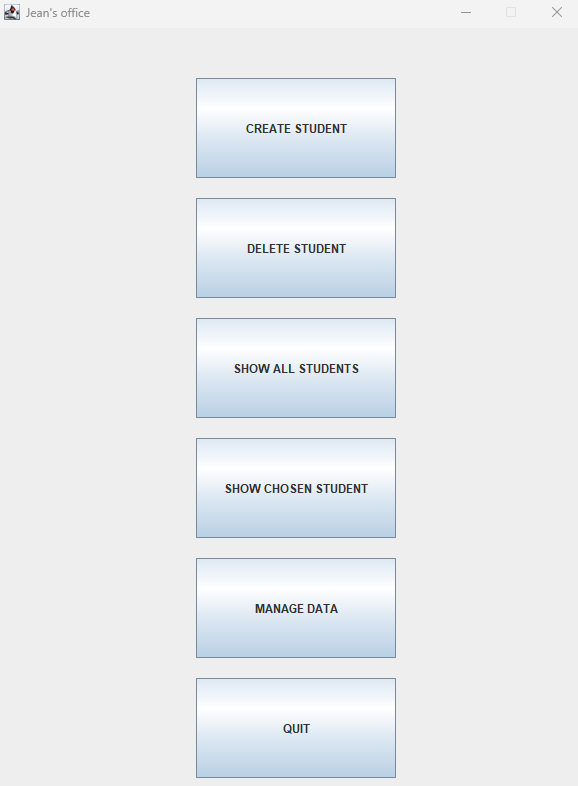 Jean's office
CREATE STUDENT
DELETE STUDENT
SHOW ALL STUDENTS
SHOW CHOSEN STUDENT
MANAGE DATA
QUIT